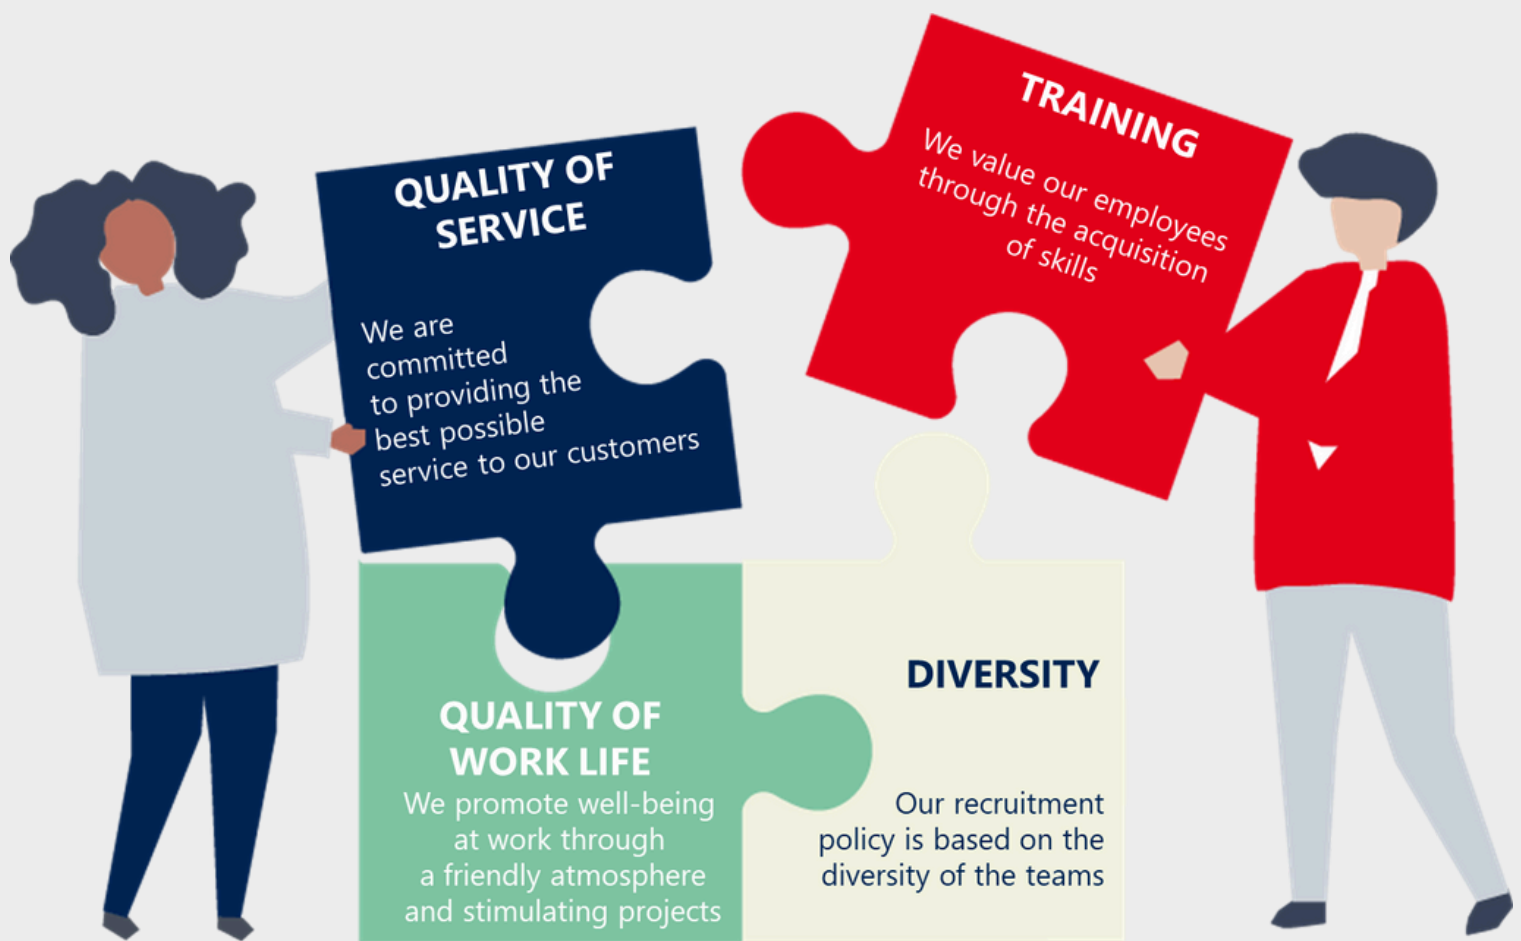 QUALITY OF
SERVICE
We are
committed
to providing the
best possible
service to our customers
TRAINING
We value our employees
through the acquisition
of skills
QUALITY OF
WORK LIFE
We promote well-being
at work through
a friendly atmosphere
and stimulating projects
DIVERSITY
Our recruitment
policy is based on the
diversity of the teams